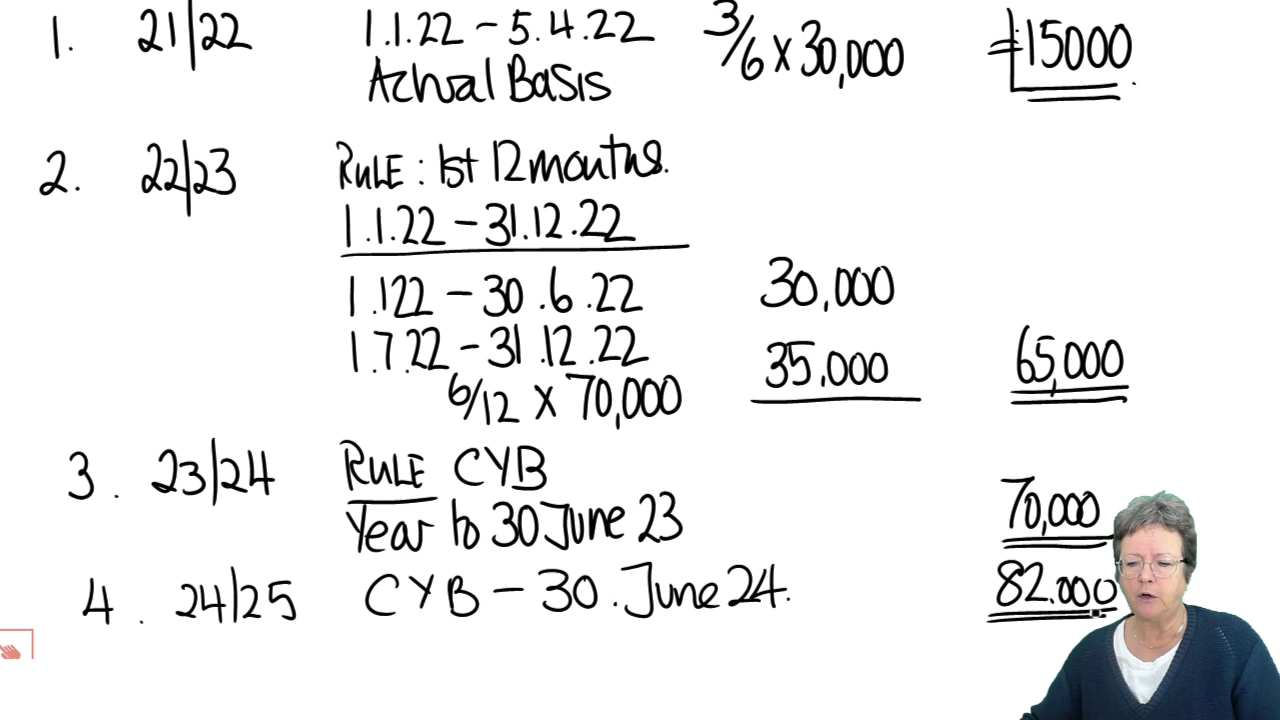 1. 21/22 1.1.22 - 5.4.22 3/6 x 30,000 = 15000
Actual Basis
2. 22/23 RULE: 1st 12 months.
1.1.22 - 31.12.22
1.122 - 30.6.22 30,000
1.7.22 - 31.12.22 35,000 65,000
6/12 x 70,000
3. 23/24 RULE CYB
Year to 30 June 23 70,000
4. 24/25 CYB - 30.June 24. 82.000